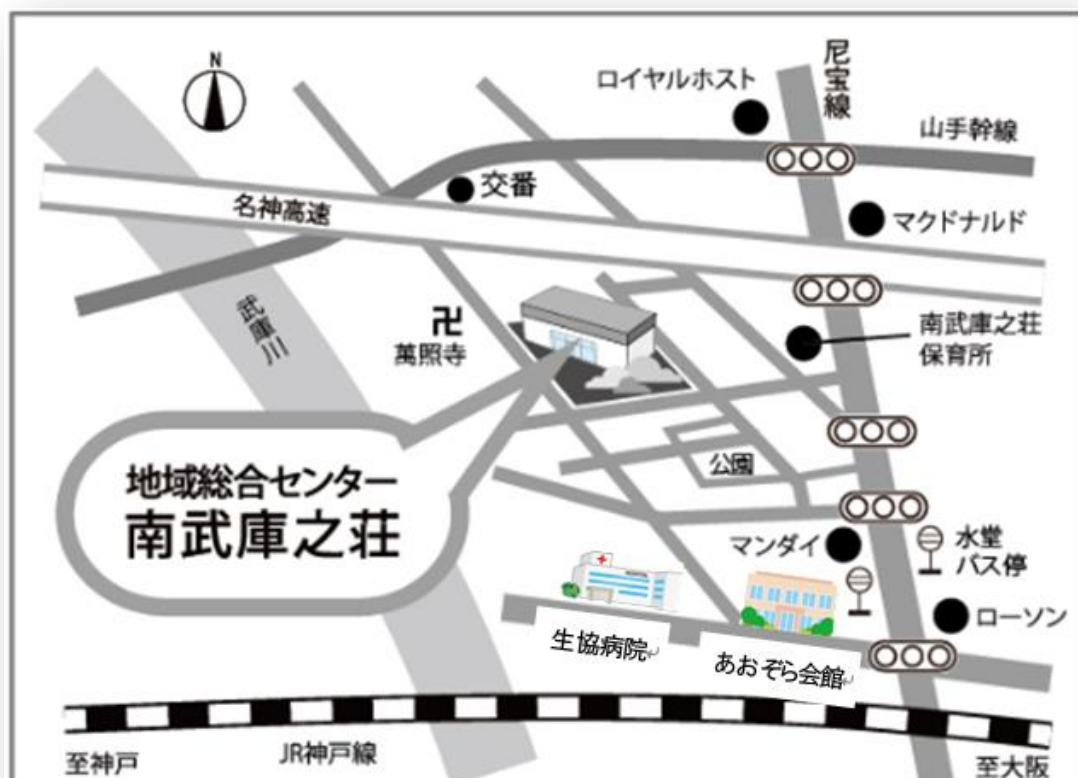 N
ロイヤルホスト
尼宝線
山手幹線
交番
名神高速
マクドナルド
武庫川
卍
萬照寺
南武庫之荘
保育所
地域総合センター
南武庫之荘
公園
マンダイ
水堂
バス停
ローソン
生協病院
あおぞら会館
至神戸
JR神戸線
至大阪